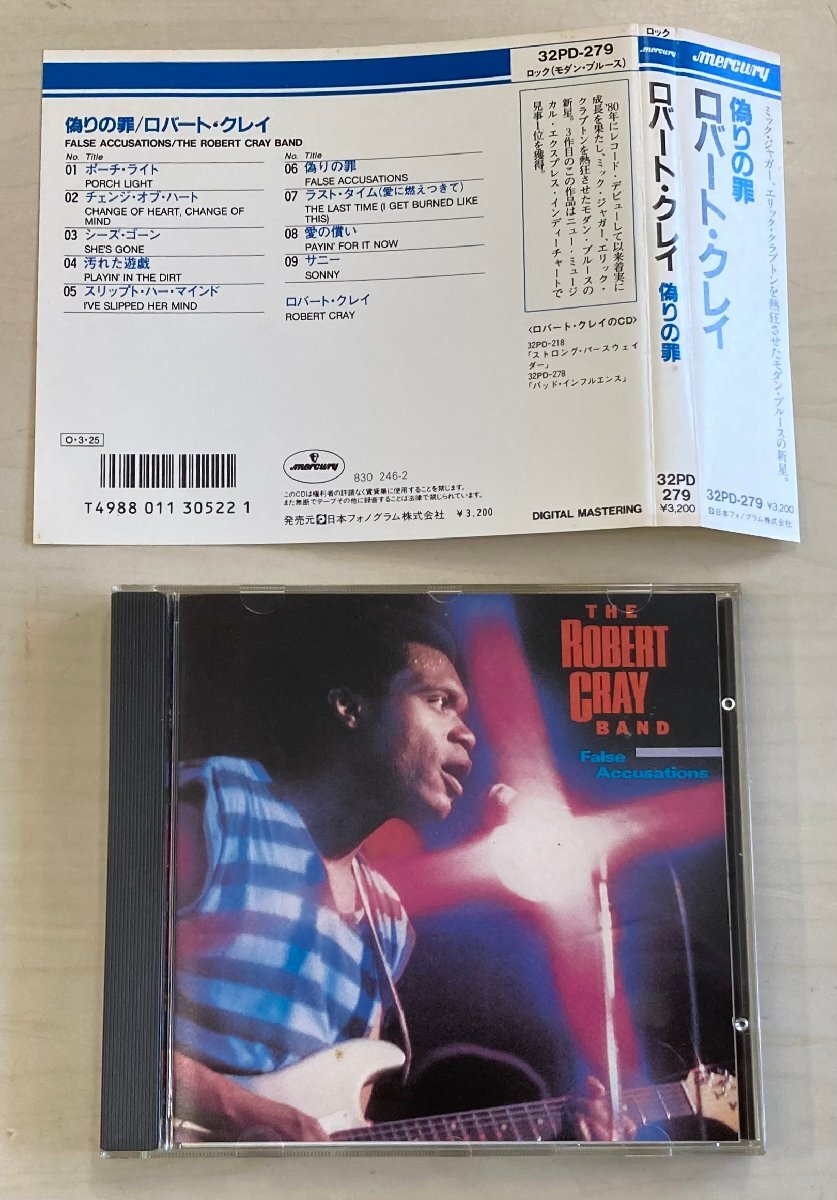 偽りの罪/ロバート・クレイ
FALSE ACCUSATIONS/THE ROBERT CRAY BAND
No. Title
01 ポーチ・ライト
PORCH LIGHT
02 チェンジ・オブ・ハート
CHANGE OF HEART, CHANGE OF
MIND
03 シーズ・ゴーン
SHE'S GONE
04 汚れた遊戯
PLAYIN' IN THE DIRT
05 スリップト・ハー・マインド
I'VE SLIPPED HER MIND
No. Title
06 偽りの罪
FALSE ACCUSATIONS
07 ラスト・タイム(愛に燃えつきて)
THE LAST TIME (I GET BURNED LIKE
THIS)
08 愛の償い
PAYIN' FOR IT NOW
09 サニー
SONNY
ロバート・クレイ
ROBERT CRAY
O・3・25
T4988 011 30522 1
mercury
830 246-2
このCDは権利者の許諾なく賃貸業に使用することを禁じます。
また無断でテープその他に録音することは法律で禁じられています。
発売元 日本フォノグラム株式会社 ¥3,200
32PD-279
ロック(モダン・ブルース)
'80年にレコード・デビューして以来着実に
成長を果たし、ミック・ジャガー、エリック・
クラプトンを熱狂させたモダン・ブルースの
新星。3作目のこの作品はニュー・ミュージ
カル・エクスプレス・インディーチャートで
見事1位を獲得。
〈ロバート・クレイのCD〉
32PD-218
「ストロング・パースウェイ
ダー」
32PD-278
「バッド・インフルエンス」
DIGITAL MASTERING
ロック
mercury
ロバート・クレイ 偽りの罪
32PD
279
¥3,200
mercury
ミック・ジャガー、エリック・クラプトンを熱狂させたモダン・ブルースの新星。
偽りの罪
ロバート・クレイ
32PD-279 ¥3,200
日本フォノグラム株式会社
THE
ROBERT
CRAY
BAND
False
Accusations